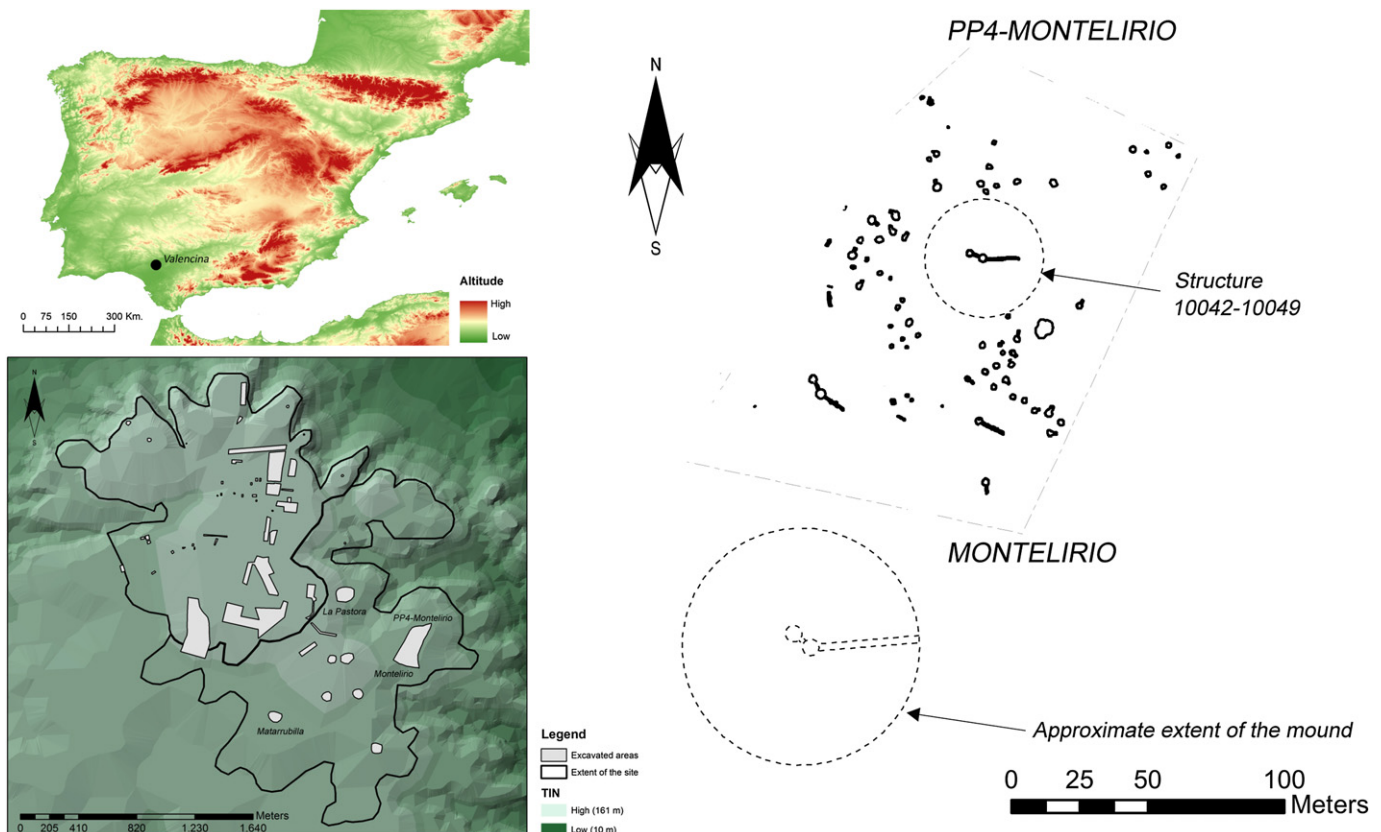 Valencina
Altitude
High
Low
0 75 150 300 Km.
N
S
La Pastora
PP4-Montelirio
Montelirio
Matarrubilla
0 205 410 820 1.230 1.640 Meters
Legend
Excavated areas
Extent of the site
TIN
High (161 m)
Low (10 m)
PP4-MONTELIRIO
N
S
Structure
10042-10049
MONTELIRIO
Approximate extent of the mound
0 25 50 100 Meters